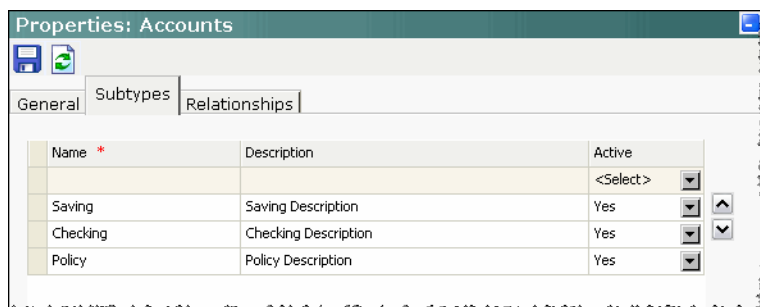 Properties: Accounts
General Subtypes Relationships
Name * Description Active
<Select>
Saving Saving Description Yes
Checking Checking Description Yes
Policy Policy Description Yes